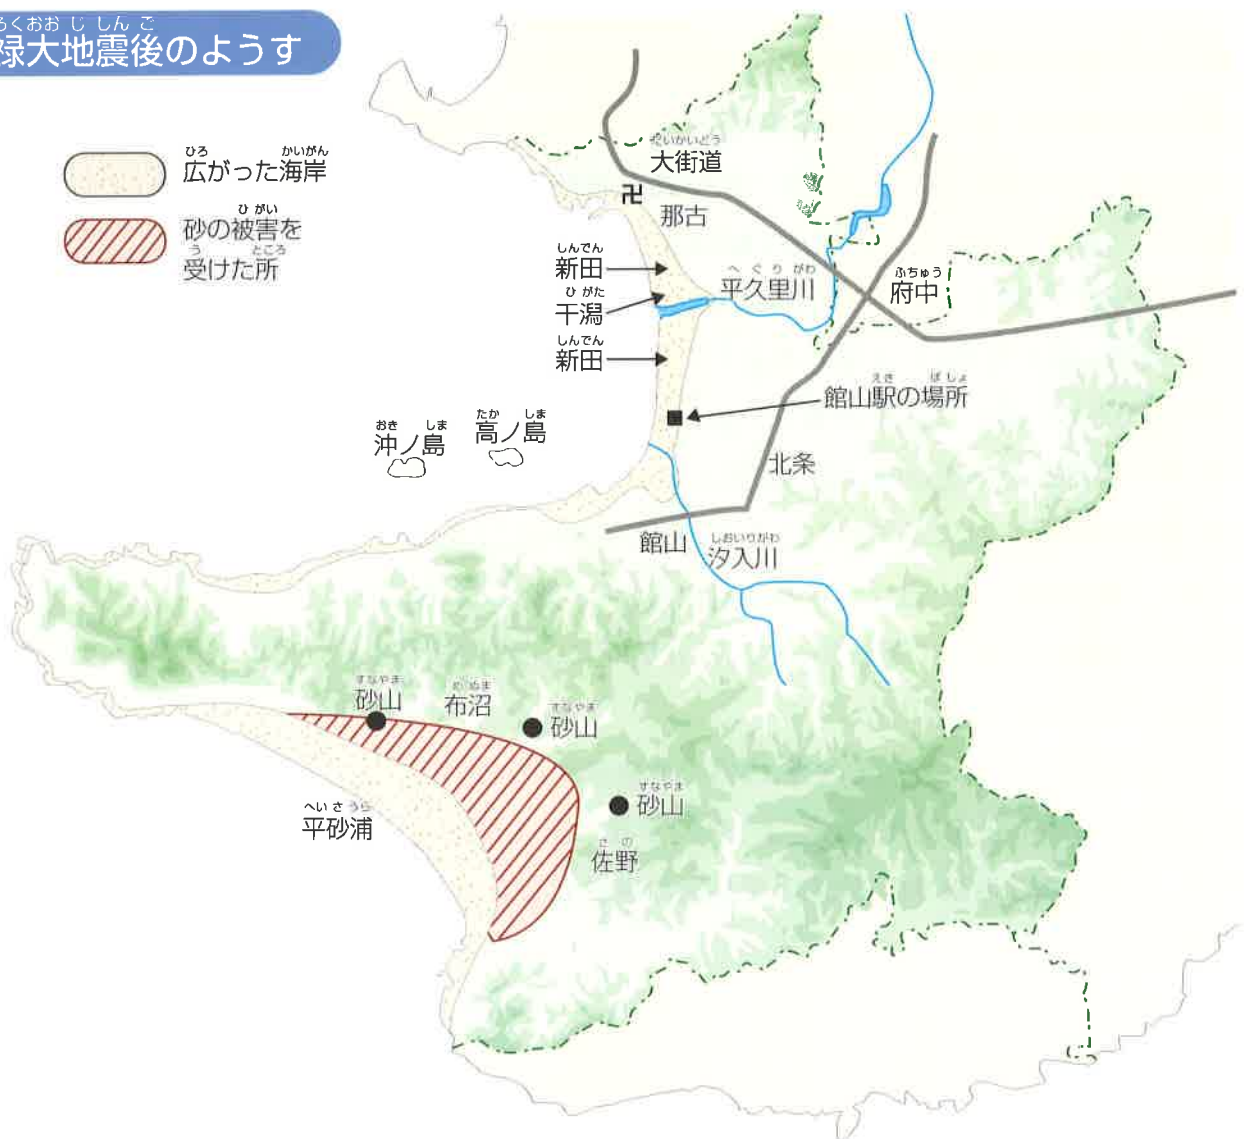 禄大地震後のようす
広がった海岸
砂の被害を
受けた所
大街道
卍
那古
新田
干潟
新田
平久里川
府中
館山駅の場所
沖ノ島
高ノ島
北条
館山
汐入川
砂山
布沼
砂山
砂山
平砂浦
佐野